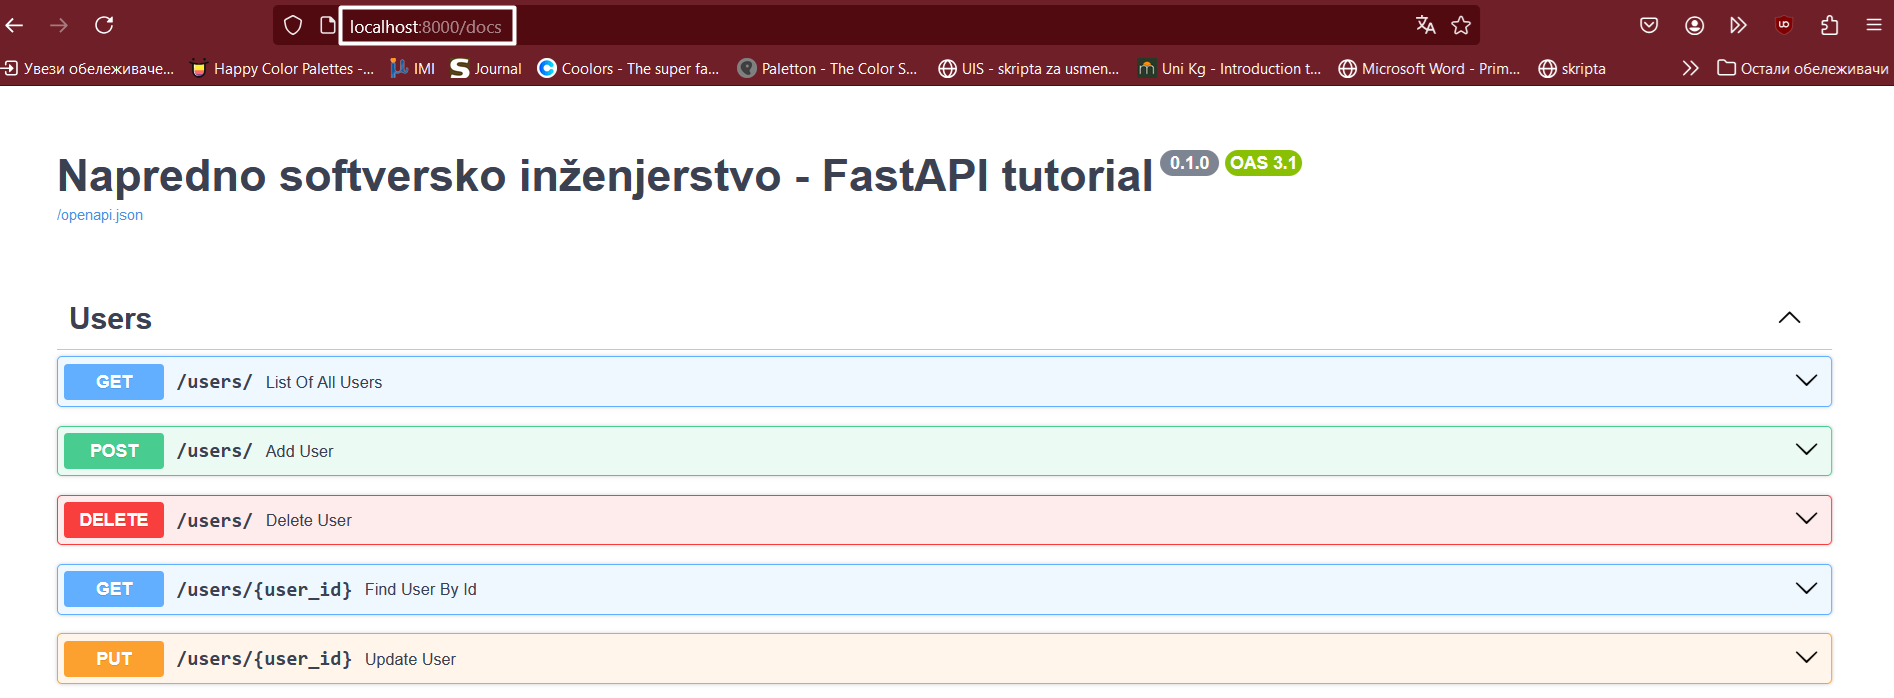 localhost:8000/docs
Увези обележиваче... Happy Color Palettes -... IMI Journal Coolors - The super fa... Paletton - The Color S... UIS - skripta za usmen... Uni Kg - Introduction t... Microsoft Word - Prim... skripta Остали обележивачи
Napredno softversko inženjerstvo - FastAPI tutorial 0.1.0 OAS 3.1
/openapi.json
Users
GET /users/ List Of All Users
POST /users/ Add User
DELETE /users/ Delete User
GET /users/{user_id} Find User By Id
PUT /users/{user_id} Update User